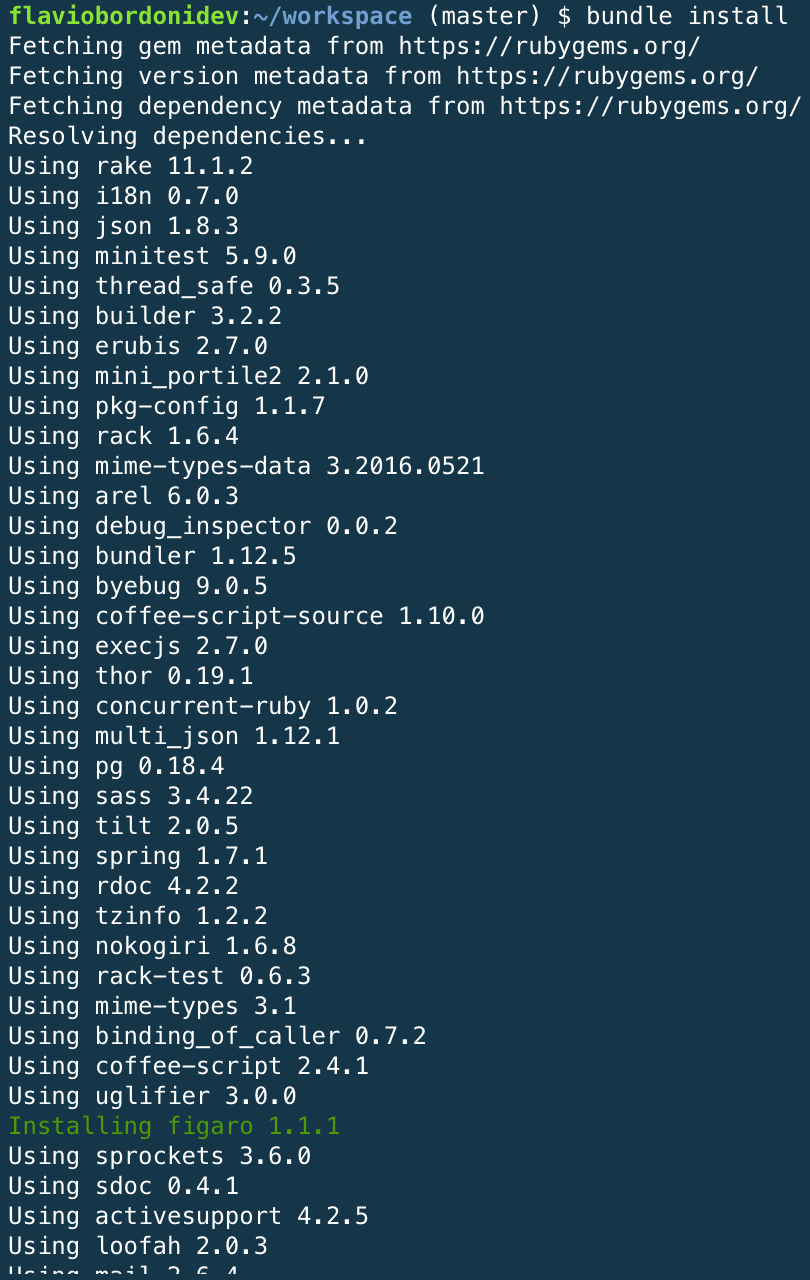 flaviobordonidev:~/workspace (master) $ bundle install
Fetching gem metadata from https://rubygems.org/
Fetching version metadata from https://rubygems.org/
Fetching dependency metadata from https://rubygems.org/
Resolving dependencies...
Using rake 11.1.2
Using i18n 0.7.0
Using json 1.8.3
Using minitest 5.9.0
Using thread_safe 0.3.5
Using builder 3.2.2
Using erubis 2.7.0
Using mini_portile2 2.1.0
Using pkg-config 1.1.7
Using rack 1.6.4
Using mime-types-data 3.2016.0521
Using arel 6.0.3
Using debug_inspector 0.0.2
Using bundler 1.12.5
Using byebug 9.0.5
Using coffee-script-source 1.10.0
Using execjs 2.7.0
Using thor 0.19.1
Using concurrent-ruby 1.0.2
Using multi_json 1.12.1
Using pg 0.18.4
Using sass 3.4.22
Using tilt 2.0.5
Using spring 1.7.1
Using rdoc 4.2.2
Using tzinfo 1.2.2
Using nokogiri 1.6.8
Using rack-test 0.6.3
Using mime-types 3.1
Using binding_of_caller 0.7.2
Using coffee-script 2.4.1
Using uglifier 3.0.0
Installing figaro 1.1.1
Using sprockets 3.6.0
Using sdoc 0.4.1
Using activesupport 4.2.5
Using loofah 2.0.3
Using mail 2.6.4